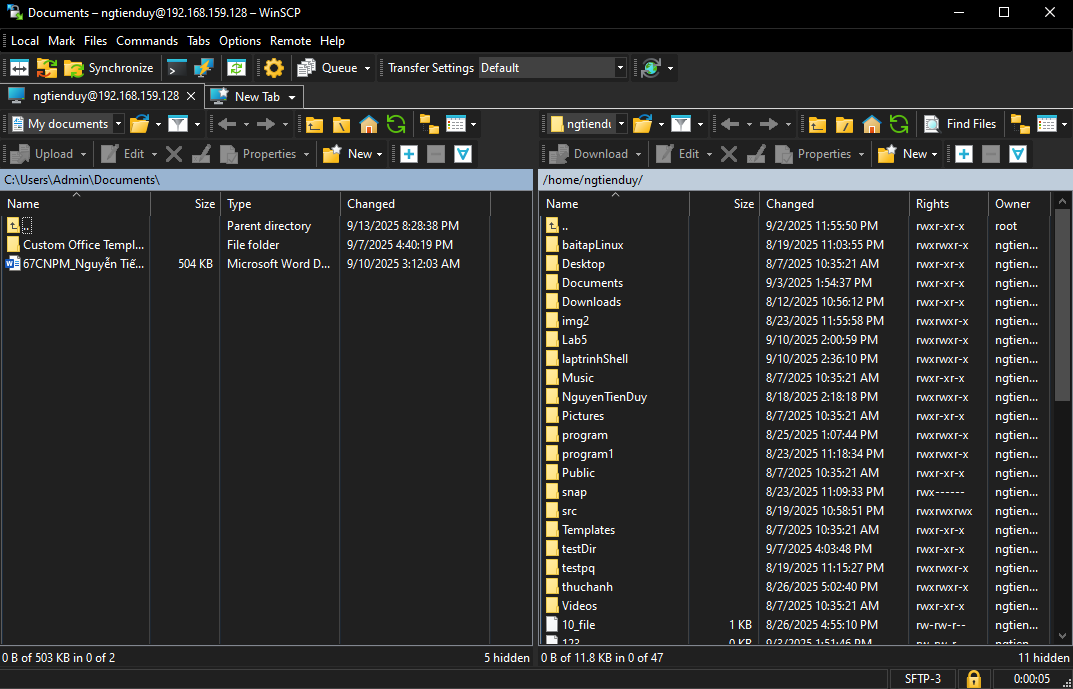 Documents – ngtienduy@192.168.159.128 – WinSCP
Local Mark Files Commands Tabs Options Remote Help
Synchronize Queue Transfer Settings Default
ngtienduy@192.168.159.128 New Tab
My documents
Upload Edit Properties New
C:\Users\Admin\Documents\
Name Size Type Changed
.. Parent directory 9/13/2025 8:28:38 PM
Custom Office Templ... File folder 9/7/2025 4:40:19 PM
67CNPM_Nguyễn Tiế... 504 KB Microsoft Word D... 9/10/2025 3:12:03 AM
0 B of 503 KB in 0 of 2 5 hidden
ngtiendu Find Files
Download Edit Properties New
/home/ngtienduy/
Name Size Changed Rights Owner
.. 9/2/2025 11:55:50 PM rwxr-xr-x root
baitapLinux 8/19/2025 11:03:55 PM rwxrwxr-x ngtien...
Desktop 8/7/2025 10:35:21 AM rwxr-xr-x ngtien...
Documents 9/3/2025 1:54:37 PM rwxr-xr-x ngtien...
Downloads 8/12/2025 10:56:12 PM rwxr-xr-x ngtien...
img2 8/23/2025 11:55:58 PM rwxrwxr-x ngtien...
Lab5 9/10/2025 2:00:59 PM rwxrwxr-x ngtien...
laptrinhShell 9/10/2025 2:36:10 PM rwxrwxr-x ngtien...
Music 8/7/2025 10:35:21 AM rwxr-xr-x ngtien...
NguyenTienDuy 8/18/2025 2:18:18 PM rwxrwxr-x ngtien...
Pictures 8/7/2025 10:35:21 AM rwxr-xr-x ngtien...
program 8/25/2025 1:07:44 PM rwxrwxr-x ngtien...
program1 8/23/2025 11:18:34 PM rwxrwxr-x ngtien...
Public 8/7/2025 10:35:21 AM rwxr-xr-x ngtien...
snap 8/23/2025 11:09:33 PM rwx------ ngtien...
src 8/19/2025 10:58:51 PM rwxrwxrwx ngtien...
Templates 8/7/2025 10:35:21 AM rwxr-xr-x ngtien...
testDir 9/7/2025 4:03:48 PM rwxr-xr-x ngtien...
testpq 8/19/2025 11:15:27 PM rwxrwxr-x ngtien...
thuchanh 8/26/2025 5:02:40 PM rwxrwxr-x ngtien...
Videos 8/7/2025 10:35:21 AM rwxr-xr-x ngtien...
10_file 1 KB 8/26/2025 4:55:10 PM rw-rw-r-- ngtien...
123 0 KB 9/3/2025 1:51:46 PM
0 B of 11.8 KB in 0 of 47 11 hidden
SFTP-3 0:00:05